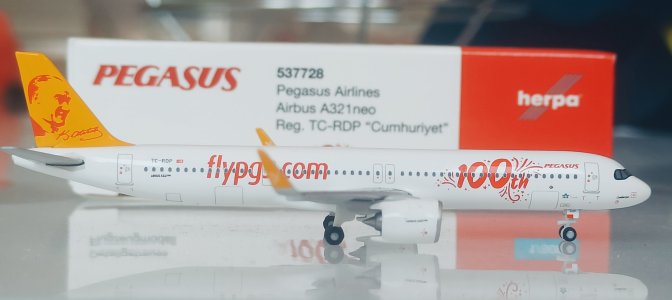 PEGASUS
537728
Pegasus Airlines
Airbus A321neo
Reg. TC-RDP "Cumhuriyet"
herpa
TC-RDP
flypgs.com
100th
PEGASUS